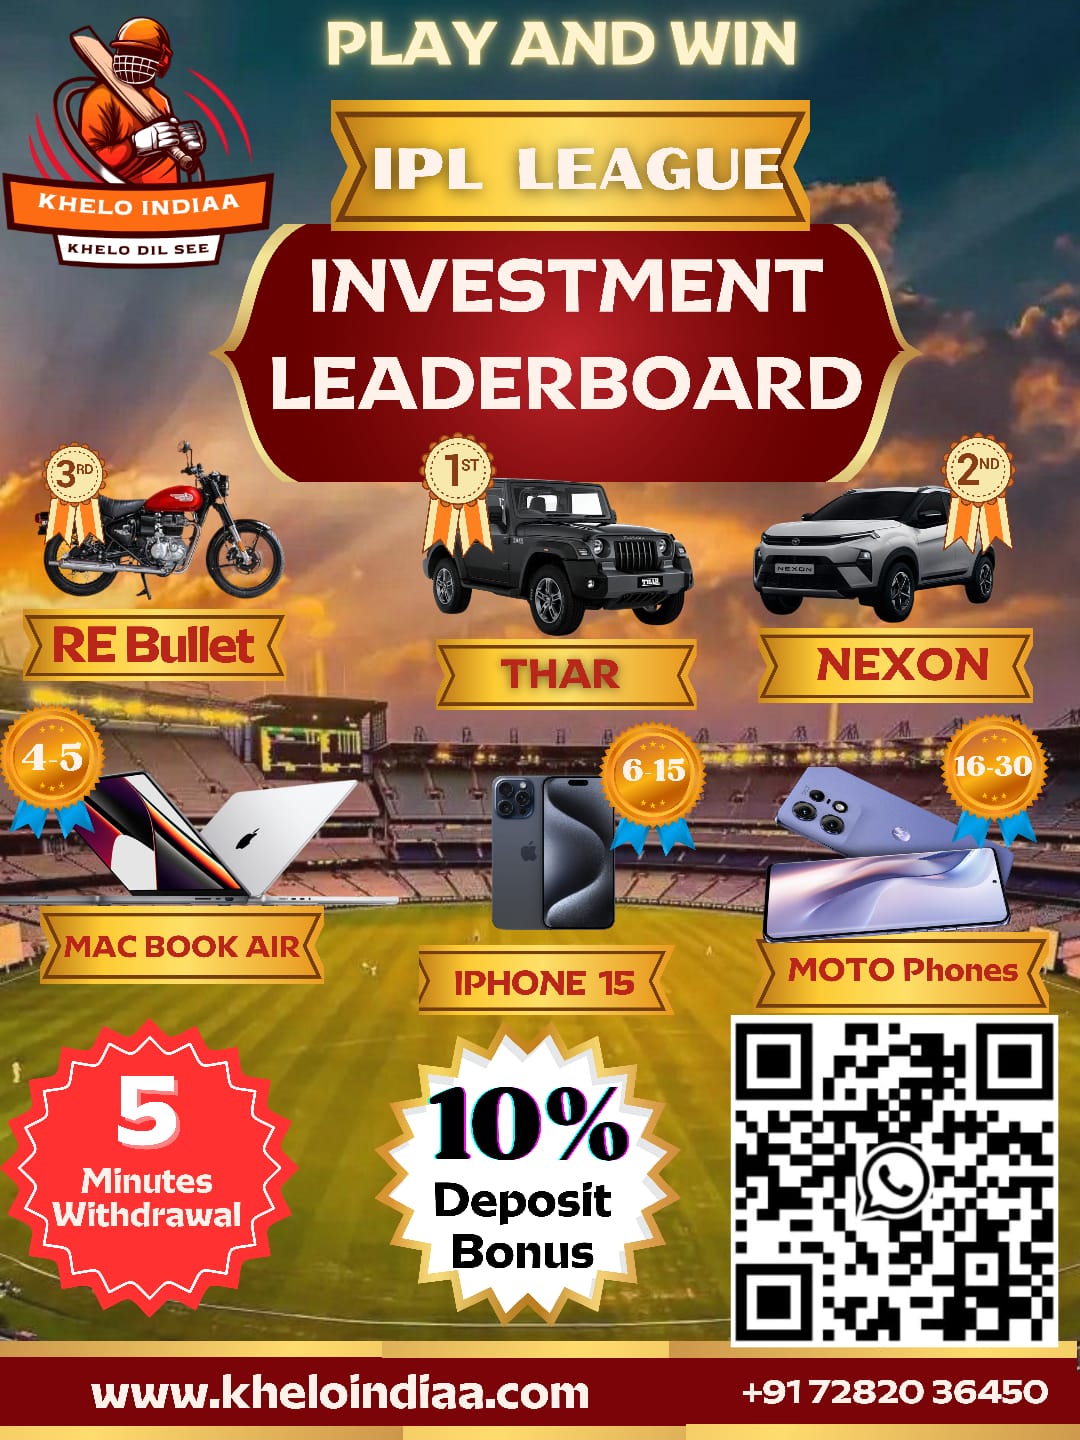 PLAY AND WIN
KHELO INDIAA
KHELO DIL SEE
IPL LEAGUE
INVESTMENT
LEADERBOARD
3RD
1ST
2ND
THAR
NEXON
RE Bullet
THAR
NEXON
4-5
6-15
16-30
MAC BOOK AIR
IPHONE 15
MOTO Phones
5
Minutes
Withdrawal
10%
Deposit
Bonus
www.kheloindiaa.com
+91 72820 36450